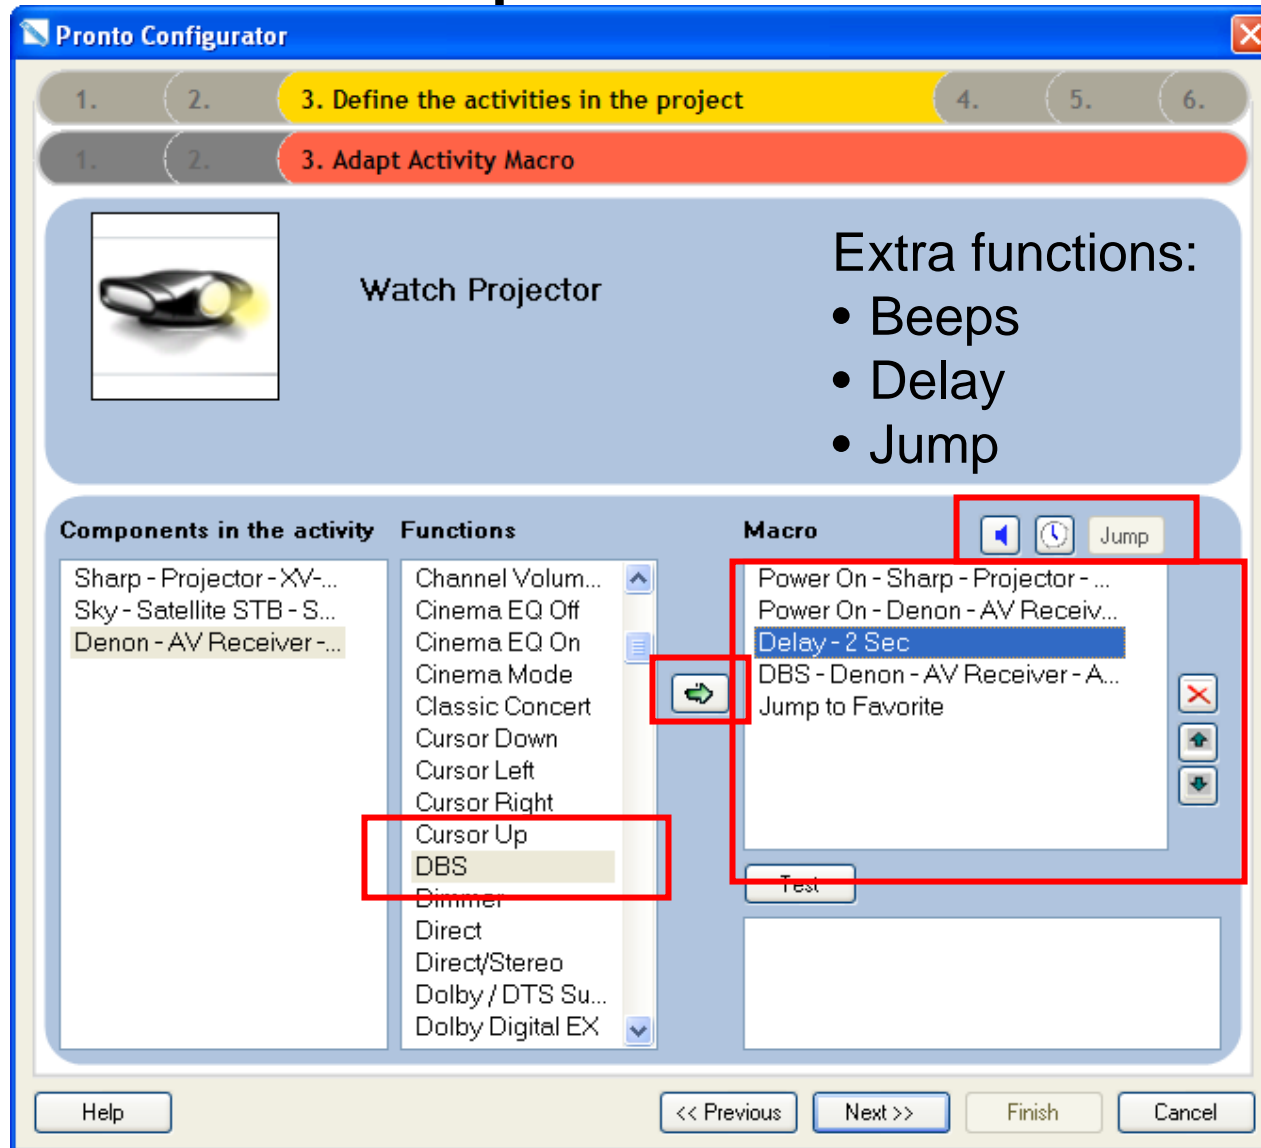 Pronto Configurator
1.
2.
3. Define the activities in the project
4.
5.
6.
1.
2.
3. Adapt Activity Macro
Watch Projector
Extra functions:
• Beeps
• Delay
• Jump
Components in the activity
Sharp - Projector - XV-...
Sky - Satellite STB - S...
Denon - AV Receiver -...
Functions
Channel Volum...
Cinema EQ Off
Cinema EQ On
Cinema Mode
Classic Concert
Cursor Down
Cursor Left
Cursor Right
Cursor Up
DBS
Dimmer
Direct
Direct/Stereo
Dolby / DTS Su...
Dolby Digital EX
Macro
Jump
Power On - Sharp - Projector - ...
Power On - Denon - AV Receiv...
Delay - 2 Sec
DBS - Denon - AV Receiver - A...
Jump to Favorite
Test
Help
<< Previous
Next >>
Finish
Cancel